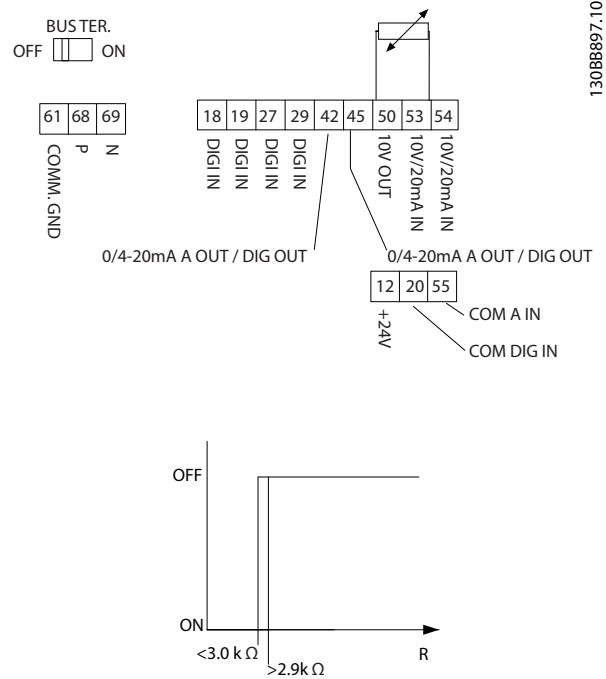 130BB897.10
BUS TER.
OFF ON
61 68 69
COMM. GND
P
N
18 19 27 29 42 45 50 53 54
DIGI IN
DIGI IN
DIGI IN
DIGI IN
10V OUT
10V/20mA IN
10V/20mA IN
0/4-20mA A OUT / DIG OUT
0/4-20mA A OUT / DIG OUT
12 20 55
+24V
COM A IN
COM DIG IN
OFF
ON
<3.0 k Ω
>2.9k Ω
R